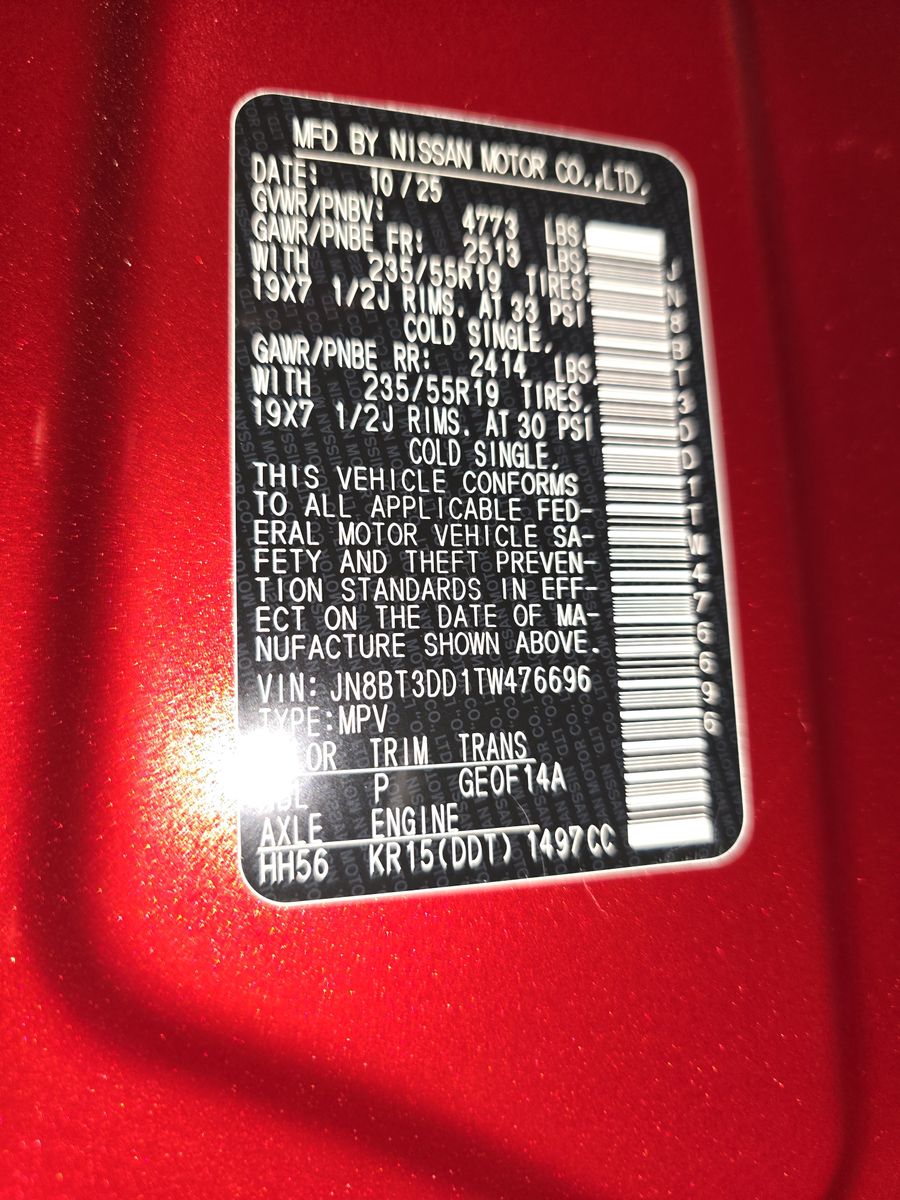 MFD BY NISSAN MOTOR CO.,LTD.
DATE: 10/25
GVWR/PNBV: 4773 LBS.
GAWR/PNBE FR: 2513 LBS.
WITH 235/55R19 TIRES,
19X7 1/2J RIMS. AT 33 PSI
COLD SINGLE.
GAWR/PNBE RR: 2414 LBS.
WITH 235/55R19 TIRES,
19X7 1/2J RIMS. AT 30 PSI
COLD SINGLE.
THIS VEHICLE CONFORMS
TO ALL APPLICABLE FED-
ERAL MOTOR VEHICLE SA-
FETY AND THEFT PREVEN-
TION STANDARDS IN EFF-
ECT ON THE DATE OF MA-
NUFACTURE SHOWN ABOVE.
VIN: JN8BT3DD1TW476696
TYPE:MPV
TRIM TRANS
P GEOF14A
AXLE ENGINE
HH56 KR15(DDT) 1497CC
JN8BT3DD1TW476696